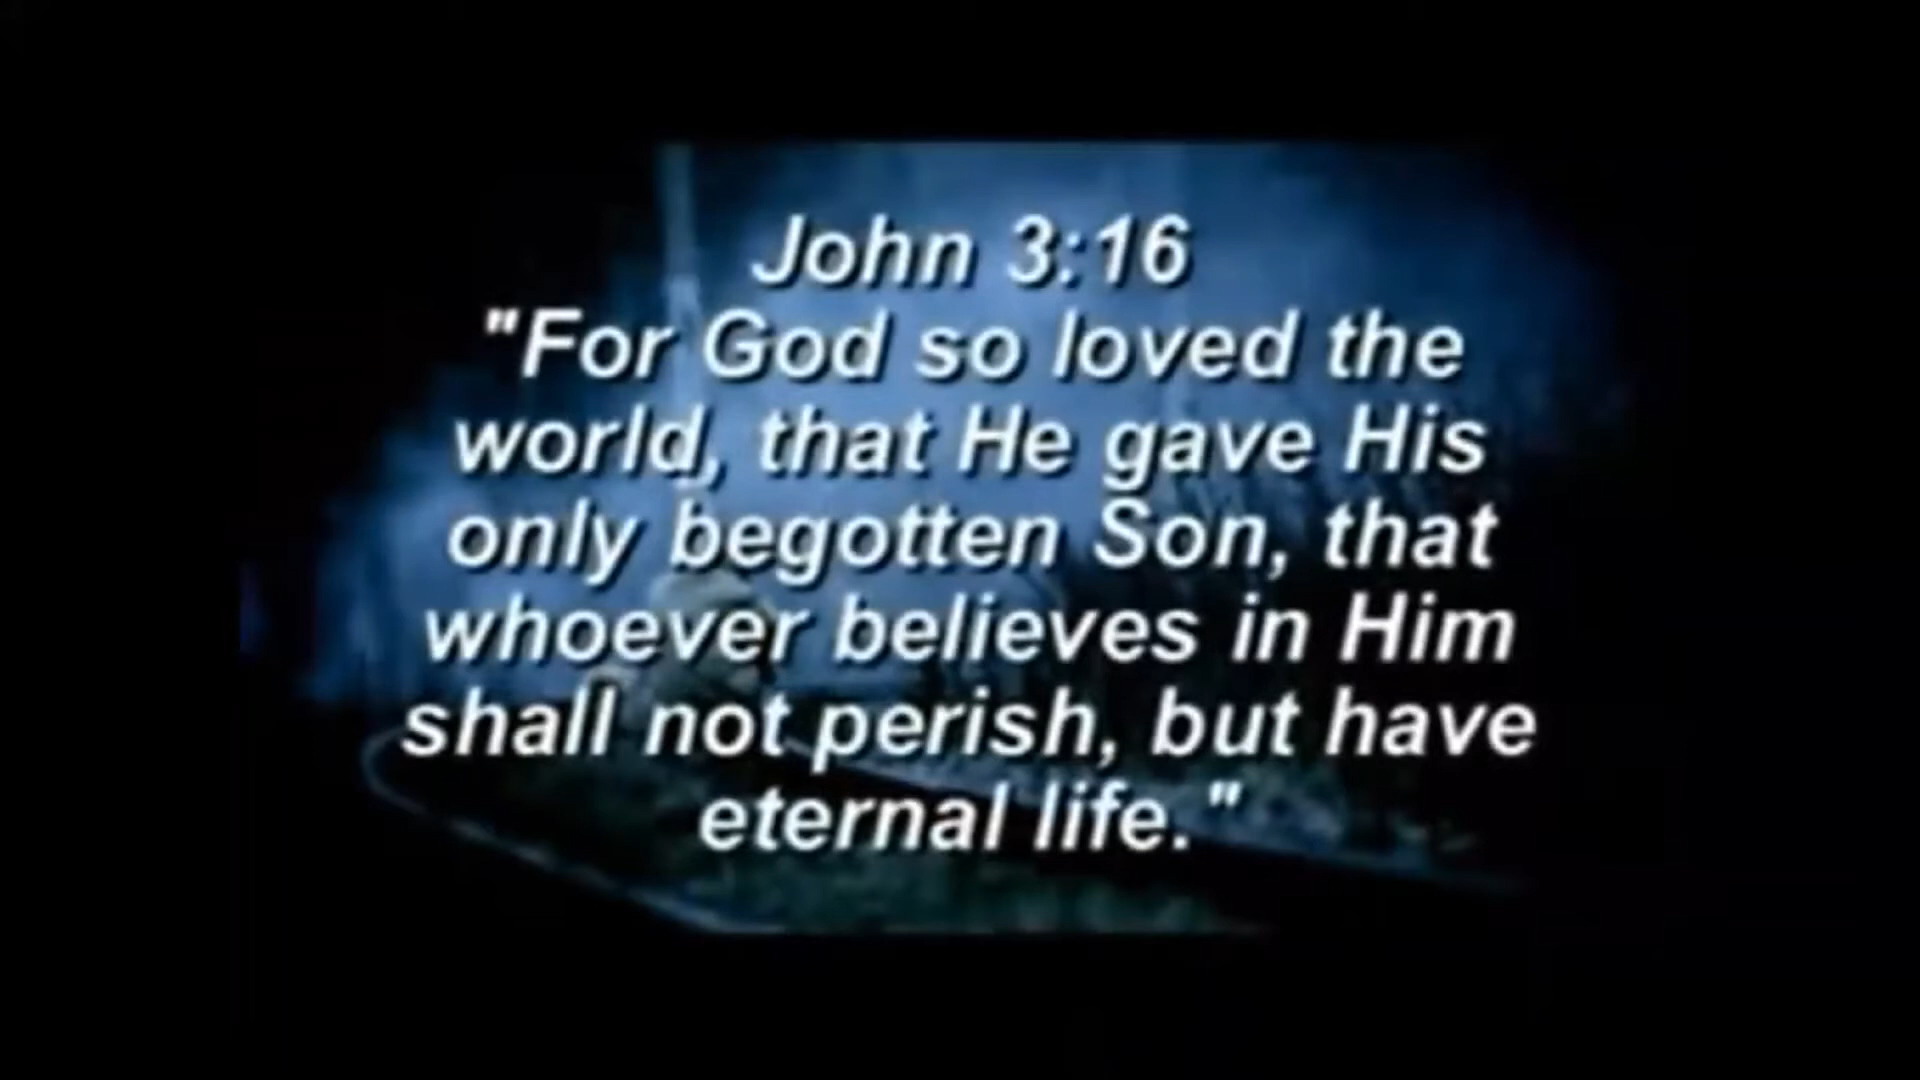 John 3:16
"For God so loved the
world, that He gave His
only begotten Son, that
whoever believes in Him
shall not perish, but have
eternal life."